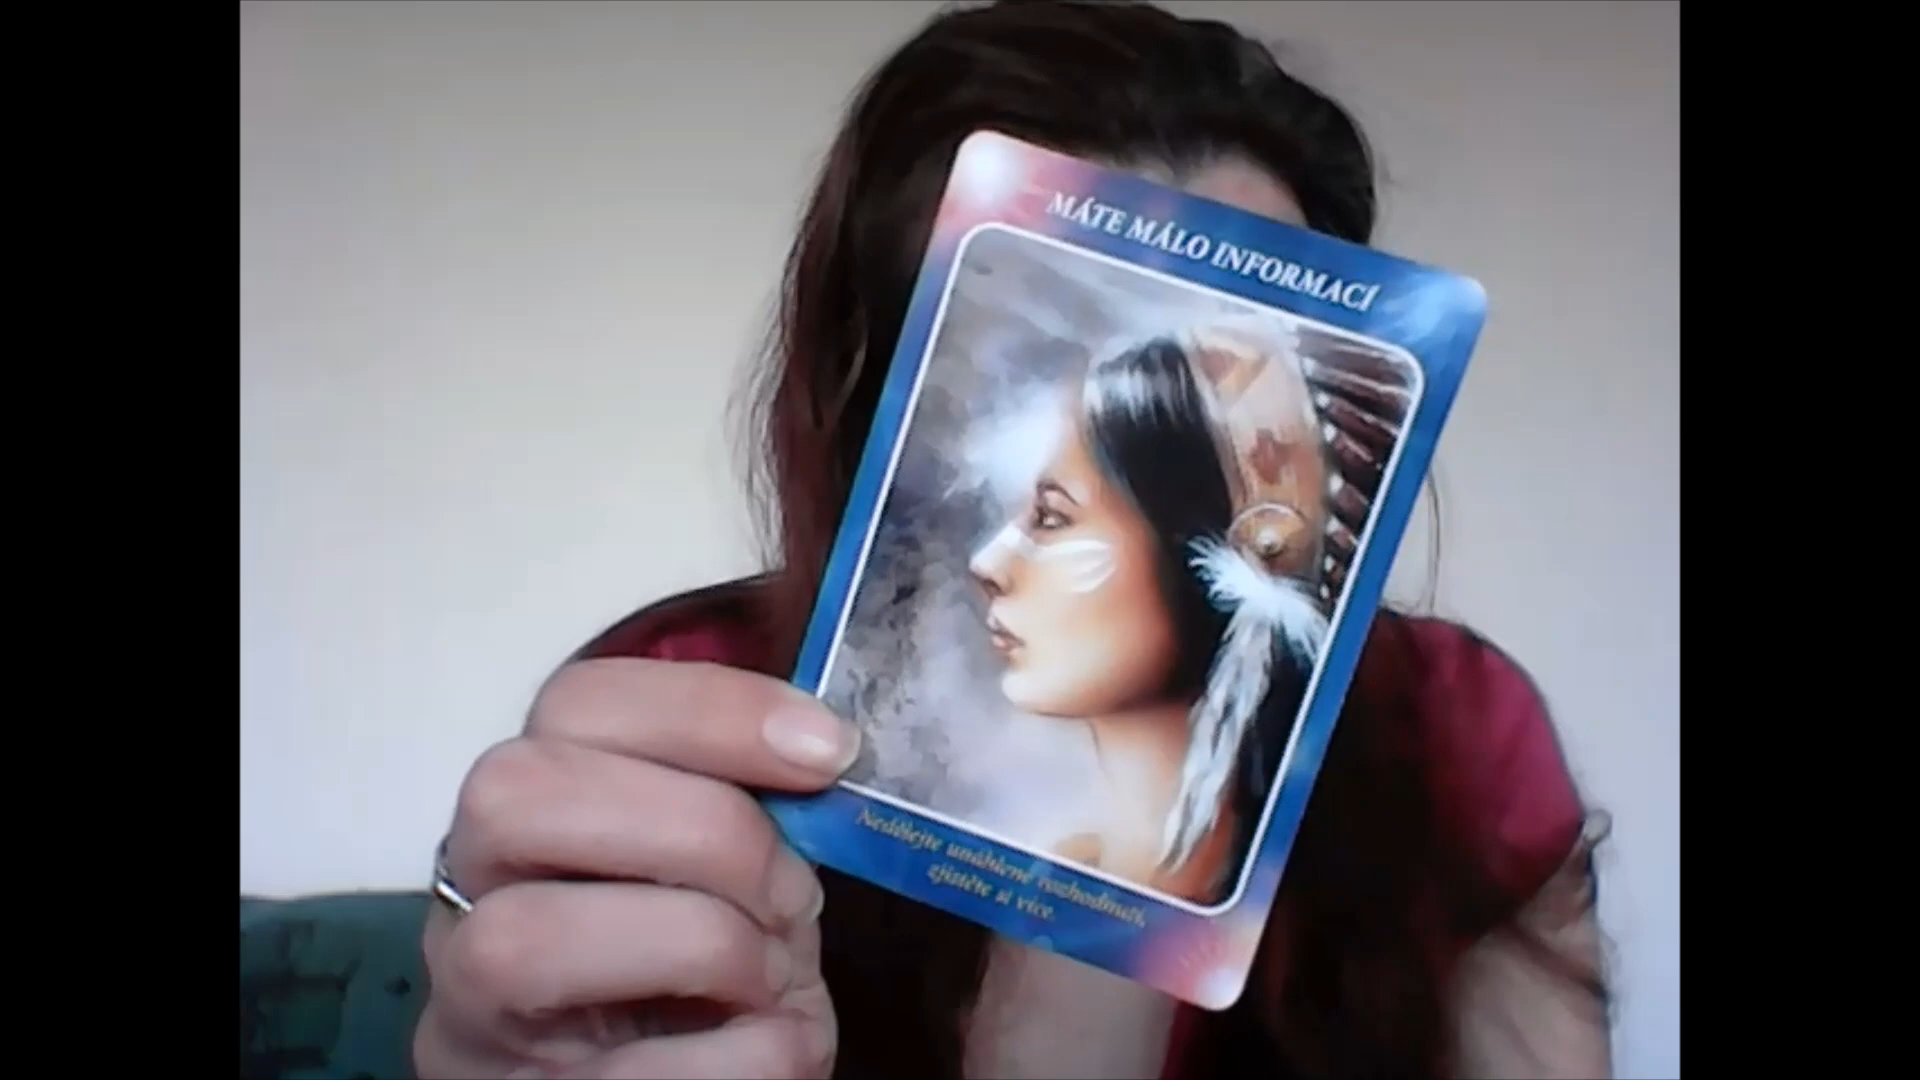 MÁTE MÁLO INFORMACÍ
Nedělejte unáhlené rozhodnutí,
zjistěte si více.